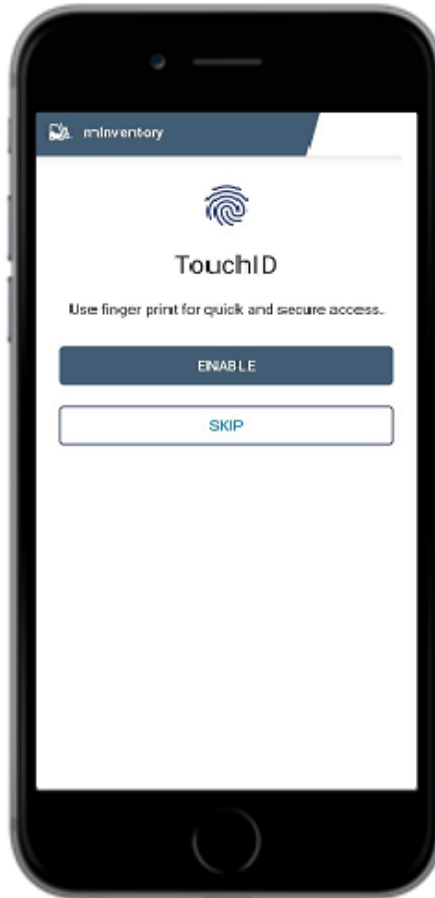 mInventory
TouchID
Use finger print for quick and secure access.
ENABLE
SKIP